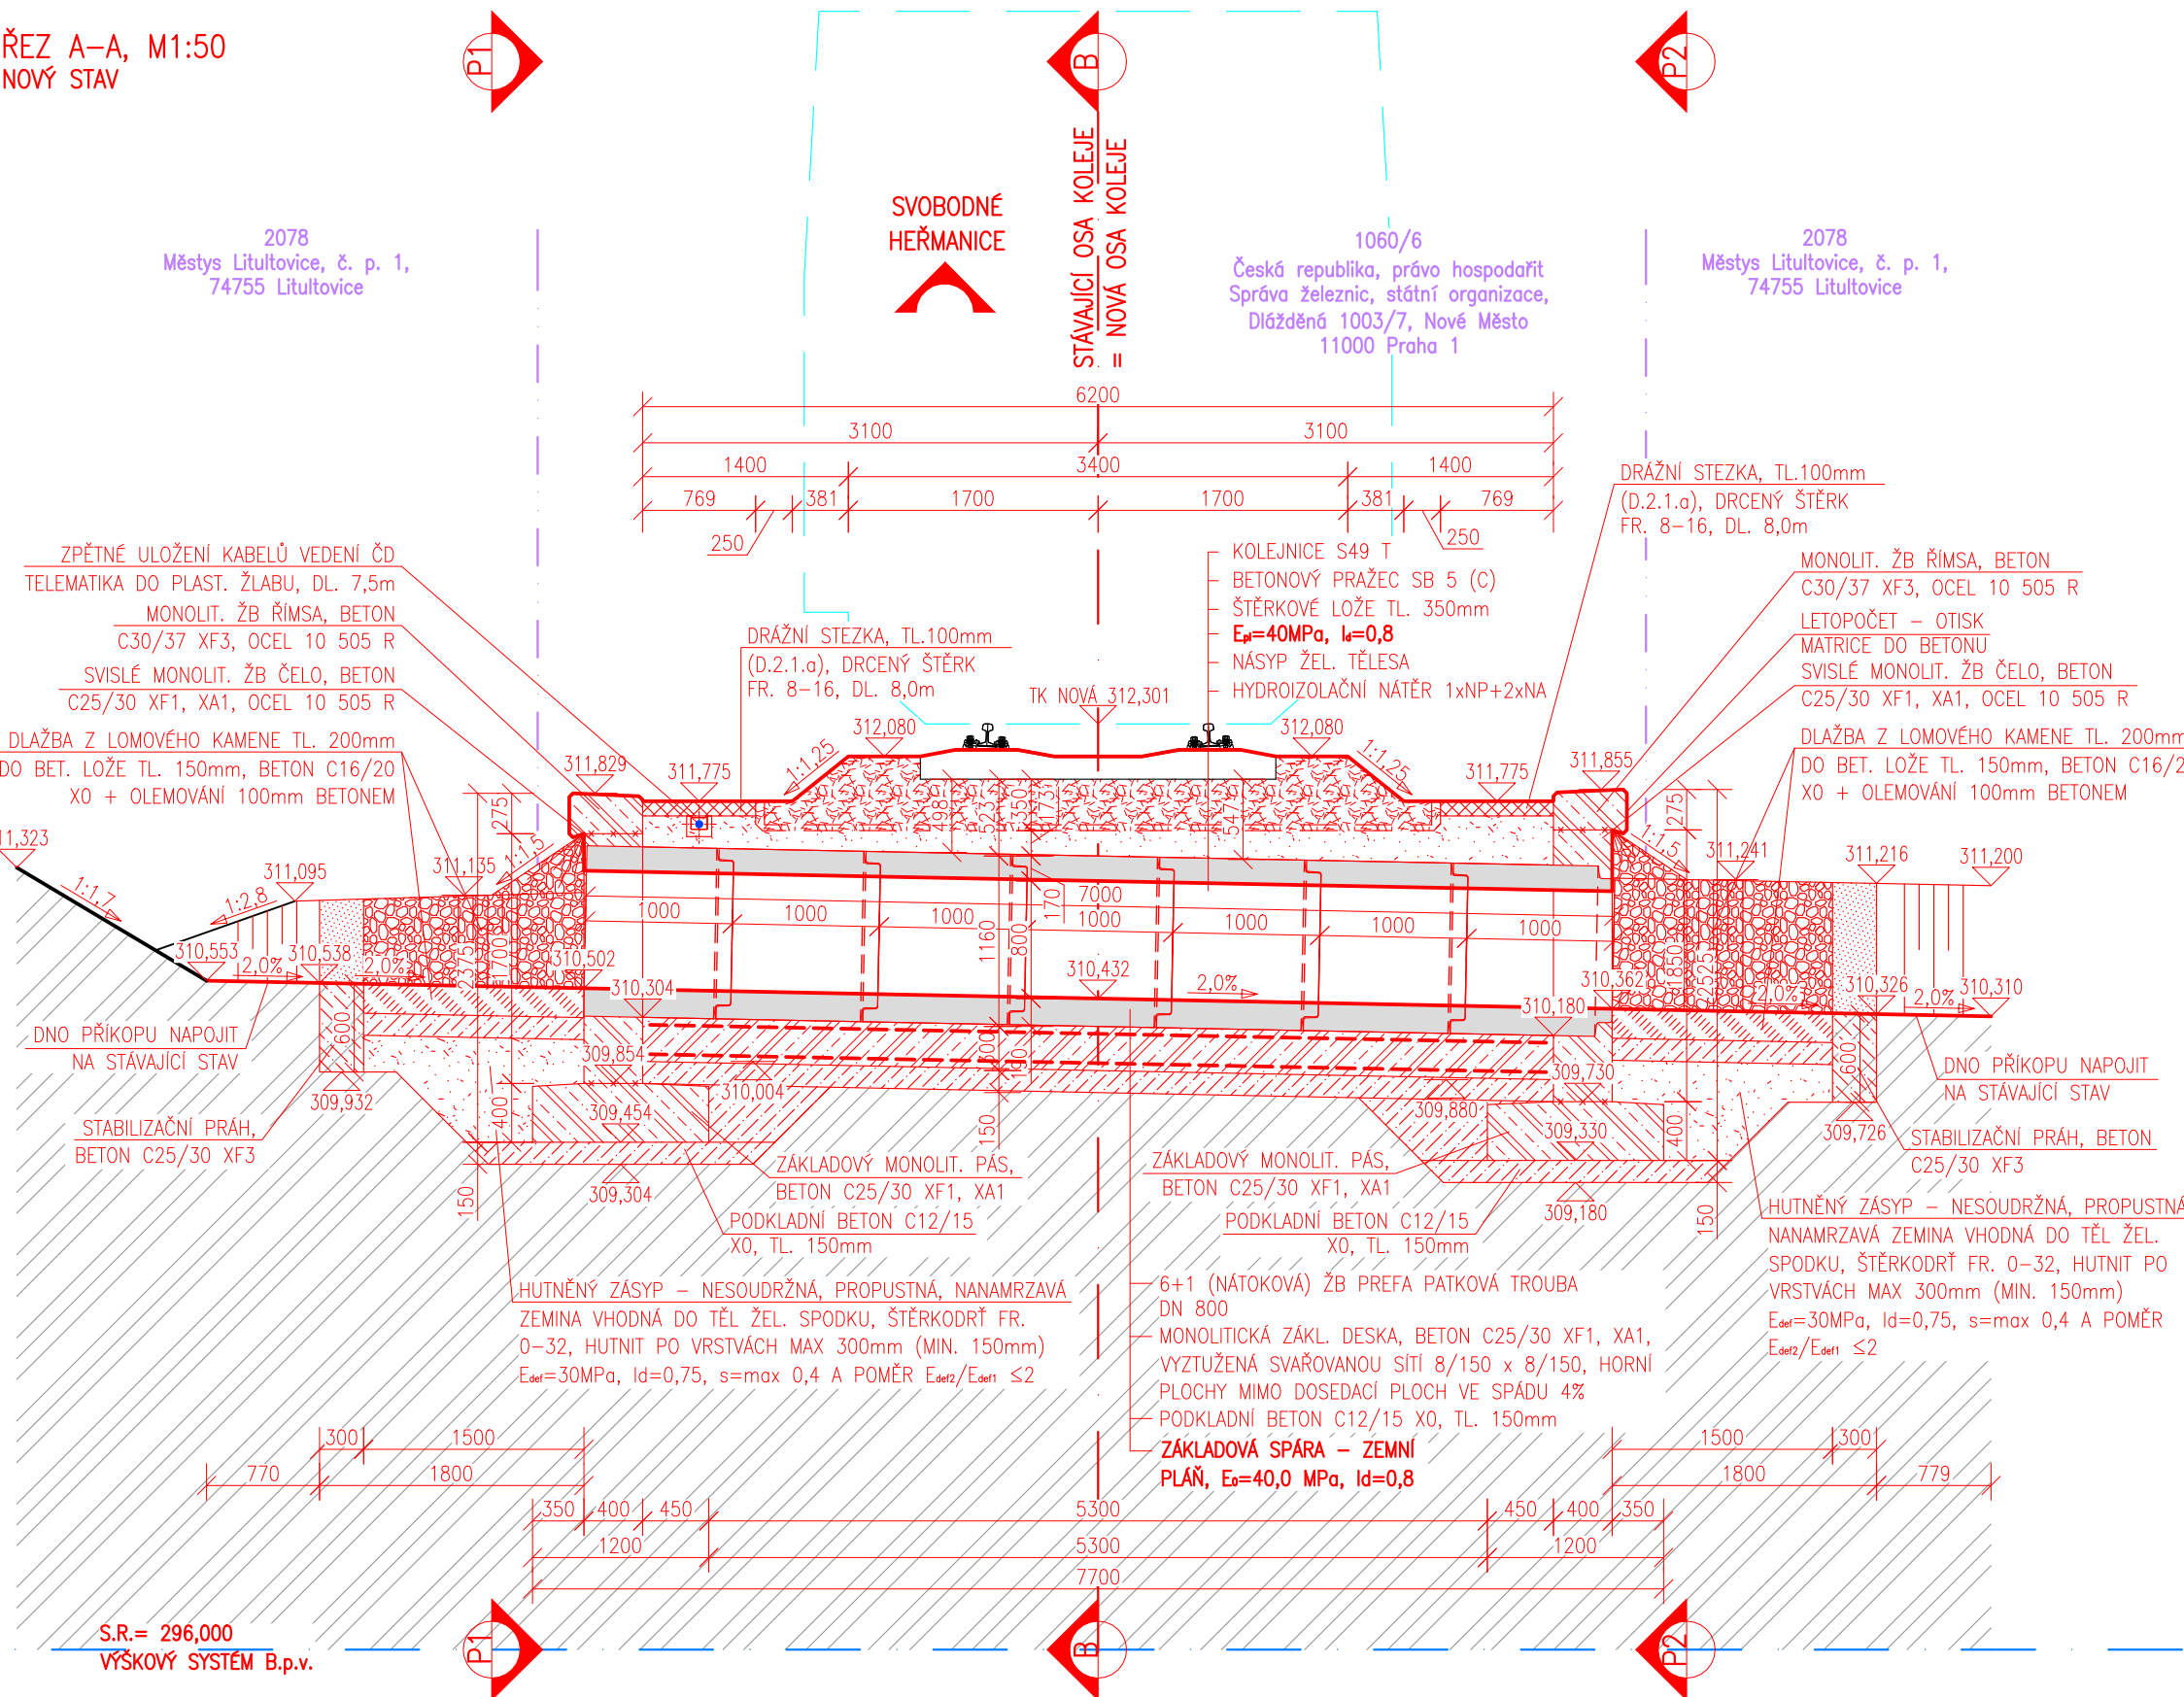 ŘEZ A-A, M1:50
NOVÝ STAV
P1
B
P2
STÁVAJÍCÍ OSA KOLEJE
= NOVÁ OSA KOLEJE
SVOBODNÉ
HEŘMANICE
2078
Městys Litultovice, č. p. 1,
74755 Litultovice
1060/6
Česká republika, právo hospodařit
Správa železnic, státní organizace,
Dlážděná 1003/7, Nové Město
11000 Praha 1
2078
Městys Litultovice, č. p. 1,
74755 Litultovice
6200
3100 3100
1400 3400 1400
769 381 1700 1700 381 769
250 250
ZPĚTNÉ ULOŽENÍ KABELŮ VEDENÍ ČD
TELEMATIKA DO PLAST. ŽLABU, DL. 7,5m
MONOLIT. ŽB ŘÍMSA, BETON
C30/37 XF3, OCEL 10 505 R
SVISLÉ MONOLIT. ŽB ČELO, BETON
C25/30 XF1, XA1, OCEL 10 505 R
DLAŽBA Z LOMOVÉHO KAMENE TL. 200mm
DO BET. LOŽE TL. 150mm, BETON C16/20
X0 + OLEMOVÁNÍ 100mm BETONEM
DRÁŽNÍ STEZKA, TL.100mm
(D.2.1.a), DRCENÝ ŠTĚRK
FR. 8-16, DL. 8,0m
KOLEJNICE S49 T
BETONOVÝ PRAŽEC SB 5 (C)
ŠTĚRKOVÉ LOŽE TL. 350mm
Epl=40MPa, Id=0,8
NÁSYP ŽEL. TĚLESA
HYDROIZOLAČNÍ NÁTĚR 1xNP+2xNA
TK NOVÁ 312,301
DRÁŽNÍ STEZKA, TL.100mm
(D.2.1.a), DRCENÝ ŠTĚRK
FR. 8-16, DL. 8,0m
MONOLIT. ŽB ŘÍMSA, BETON
C30/37 XF3, OCEL 10 505 R
LETOPOČET - OTISK
MATRICE DO BETONU
SVISLÉ MONOLIT. ŽB ČELO, BETON
C25/30 XF1, XA1, OCEL 10 505 R
DLAŽBA Z LOMOVÉHO KAMENE TL. 200mm
DO BET. LOŽE TL. 150mm, BETON C16/2
X0 + OLEMOVÁNÍ 100mm BETONEM
312,080 312,080
1:1,25 1:1,25
311,829 311,775 311,775 311,855
275 498 523 350 173 547 275
11,323 311,095 311,135 1:1,5 1:1,5 311,241 311,216 311,200
1:1,7 1:2,8
170 7000
1000 1000 1000 1000 1000 1000 1000
1160 800
2375 1700 1850 2525
310,553 310,538 310,502 310,432 310,362 310,326 310,310
2,0% 2,0% 2,0% 2,0% 2,0%
310,304 310,180
600 300 150 600
309,854 310,004 309,880 309,730
309,932 309,726
400 309,454 150 309,330 400
309,304 309,180
150 150
DNO PŘÍKOPU NAPOJIT
NA STÁVAJÍCÍ STAV
STABILIZAČNÍ PRÁH,
BETON C25/30 XF3
ZÁKLADOVÝ MONOLIT. PÁS,
BETON C25/30 XF1, XA1
PODKLADNÍ BETON C12/15
X0, TL. 150mm
ZÁKLADOVÝ MONOLIT. PÁS,
BETON C25/30 XF1, XA1
PODKLADNÍ BETON C12/15
X0, TL. 150mm
DNO PŘÍKOPU NAPOJIT
NA STÁVAJÍCÍ STAV
STABILIZAČNÍ PRÁH, BETON
C25/30 XF3
HUTNĚNÝ ZÁSYP - NESOUDRŽNÁ, PROPUSTNÁ, NANAMRZAVÁ
ZEMINA VHODNÁ DO TĚL ŽEL. SPODKU, ŠTĚRKODRŤ FR.
0-32, HUTNIT PO VRSTVÁCH MAX 300mm (MIN. 150mm)
Edef=30MPa, Id=0,75, s=max 0,4 A POMĚR Edef2/Edef1 ≤2
6+1 (NÁTOKOVÁ) ŽB PREFA PATKOVÁ TROUBA
DN 800
MONOLITICKÁ ZÁKL. DESKA, BETON C25/30 XF1, XA1,
VYZTUŽENÁ SVAŘOVANOU SÍTÍ 8/150 x 8/150, HORNÍ
PLOCHY MIMO DOSEDACÍ PLOCH VE SPÁDU 4%
PODKLADNÍ BETON C12/15 X0, TL. 150mm
ZÁKLADOVÁ SPÁRA - ZEMNÍ
PLÁŇ, E0=40,0 MPa, Id=0,8
HUTNĚNÝ ZÁSYP - NESOUDRŽNÁ, PROPUSTNÁ
NANAMRZAVÁ ZEMINA VHODNÁ DO TĚL ŽEL.
SPODKU, ŠTĚRKODRŤ FR. 0-32, HUTNIT PO
VRSTVÁCH MAX 300mm (MIN. 150mm)
Edef=30MPa, Id=0,75, s=max 0,4 A POMĚR
Edef2/Edef1 ≤2
300 1500 1500 300
770 1800 1800 779
350 400 450 5300 450 400 350
1200 5300 1200
7700
S.R.= 296,000
VÝŠKOVÝ SYSTÉM B.p.v.
P1
B
P2